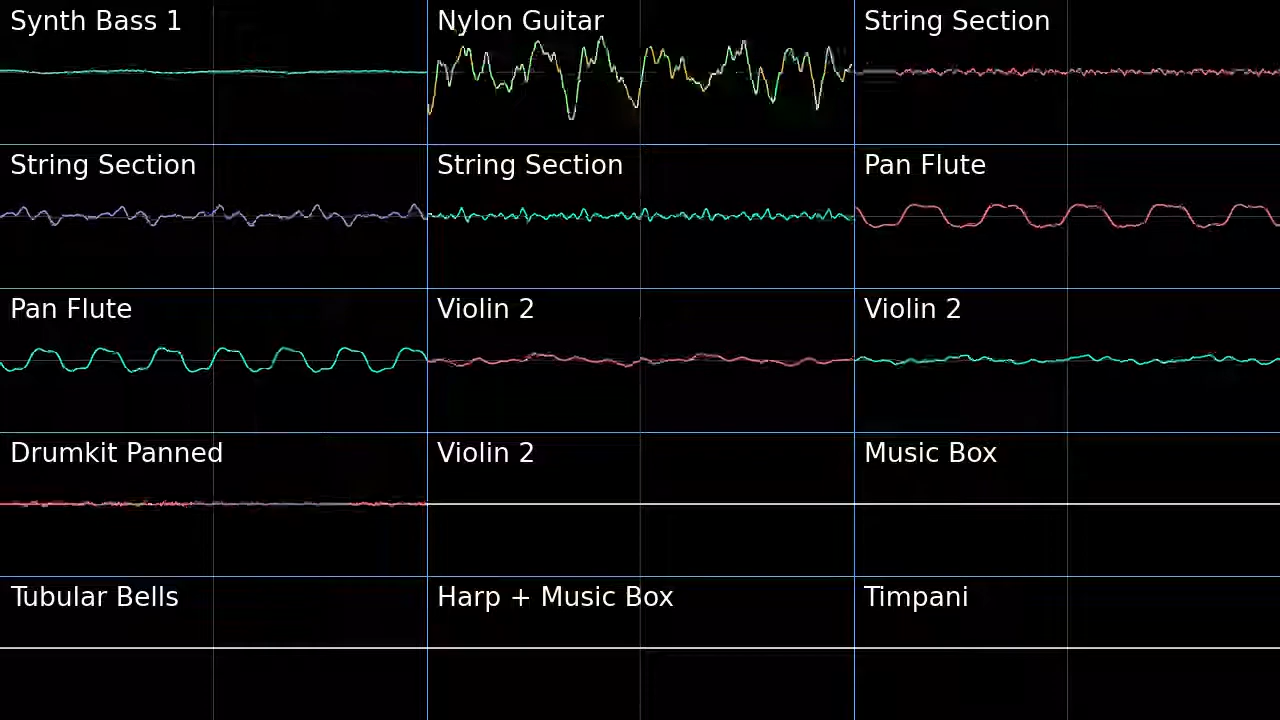 Synth Bass 1
Nylon Guitar
String Section
String Section
String Section
Pan Flute
Pan Flute
Violin 2
Violin 2
Drumkit Panned
Violin 2
Music Box
Tubular Bells
Harp + Music Box
Timpani